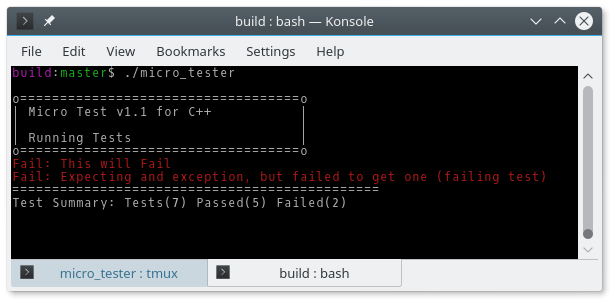 build : bash — Konsole
File Edit View Bookmarks Settings Help
build:master$ ./micro_tester
o===================================o
| Micro Test v1.1 for C++           |
| Running Tests                     |
o===================================o
Fail: This will Fail
Fail: Expecting and exception, but failed to get one (failing test)
==============================================
Test Summary: Tests(7) Passed(5) Failed(2)
micro_tester : tmux
build : bash